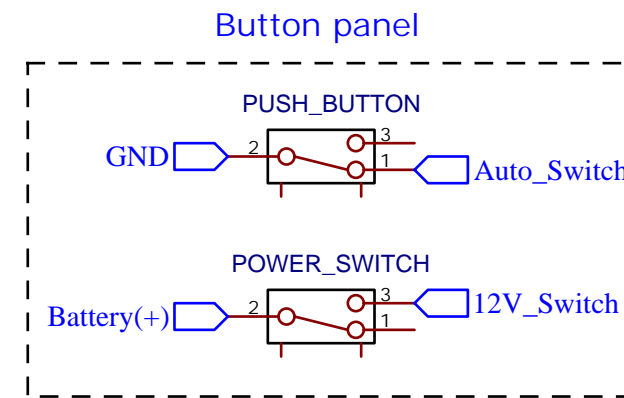 Button panel
PUSH_BUTTON
3
GND 2 1 Auto_Switch
POWER_SWITCH
Battery(+) 2 3 12V_Switch
1